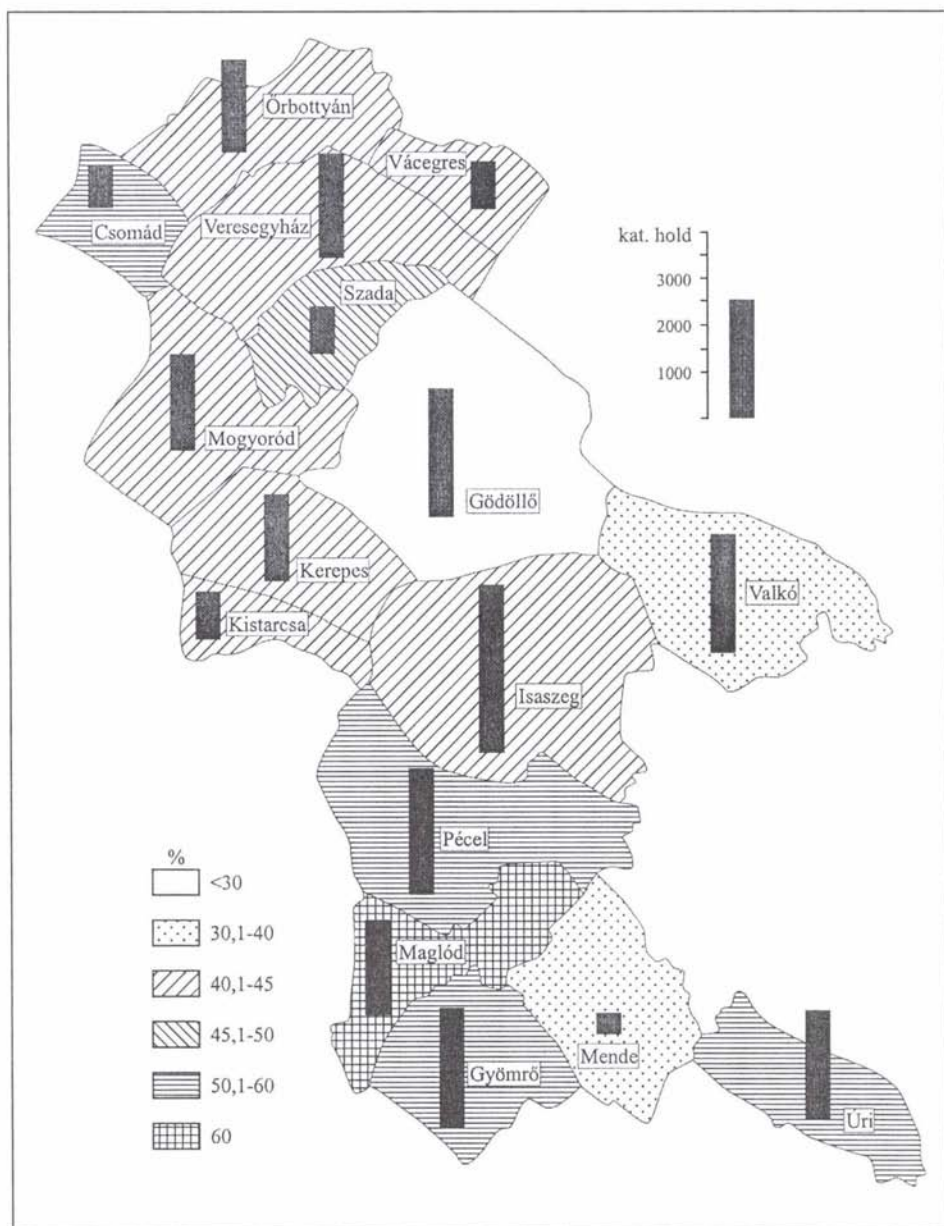 Őrbottyán
Vácegres
Veresegyház
Csomád
kat. hold
3000
2000
1000
Szada
Mogyoród
Gödöllő
Kerepes
Valkó
Kistarcsa
Isaszeg
Pécel
Maglód
Mende
Gyömrő
Úri
%
<30
30,1-40
40,1-45
45,1-50
50,1-60
60